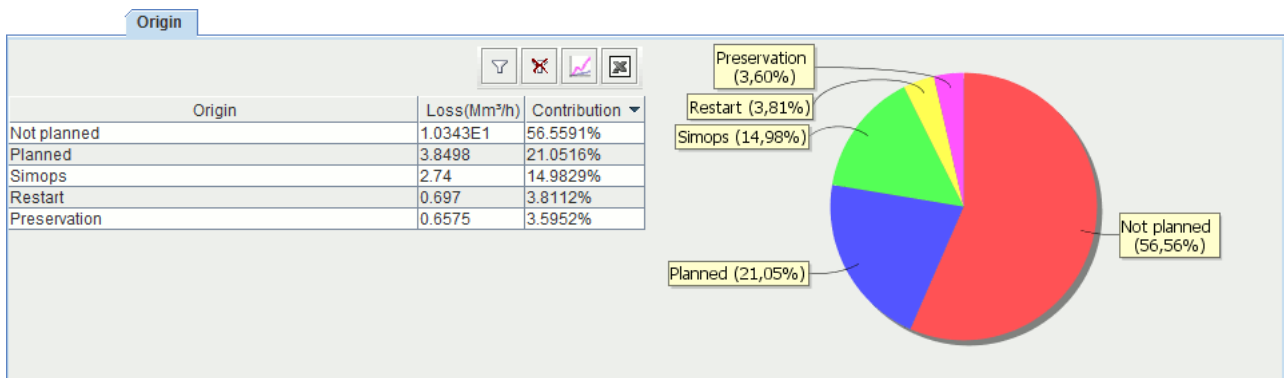 Origin
Origin Loss(Mm³/h) Contribution
Not planned 1.0343E1 56.5591%
Planned 3.8498 21.0516%
Simops 2.74 14.9829%
Restart 0.697 3.8112%
Preservation 0.6575 3.5952%
Preservation
(3,60%)
Restart (3,81%)
Simops (14,98%)
Planned (21,05%)
Not planned
(56,56%)